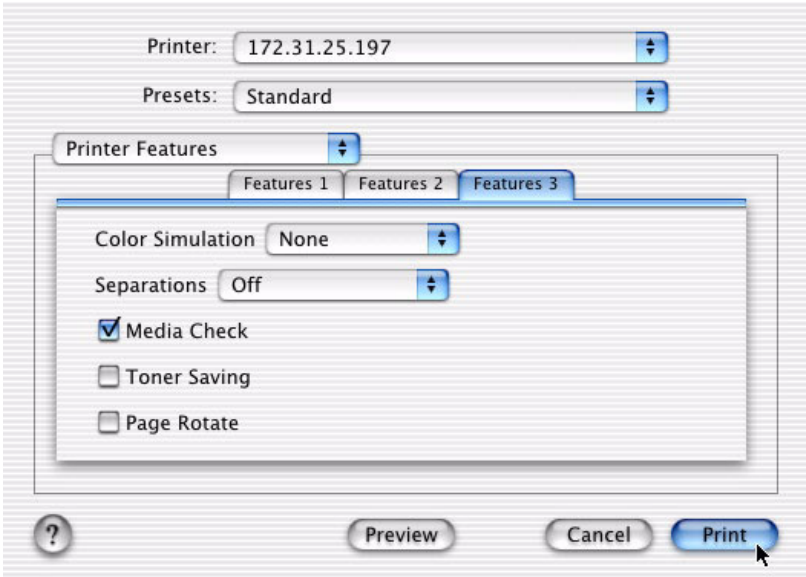 Printer: 172.31.25.197
Presets: Standard
Printer Features
Features 1 Features 2 Features 3
Color Simulation None
Separations Off
Media Check
Toner Saving
Page Rotate
? Preview Cancel Print